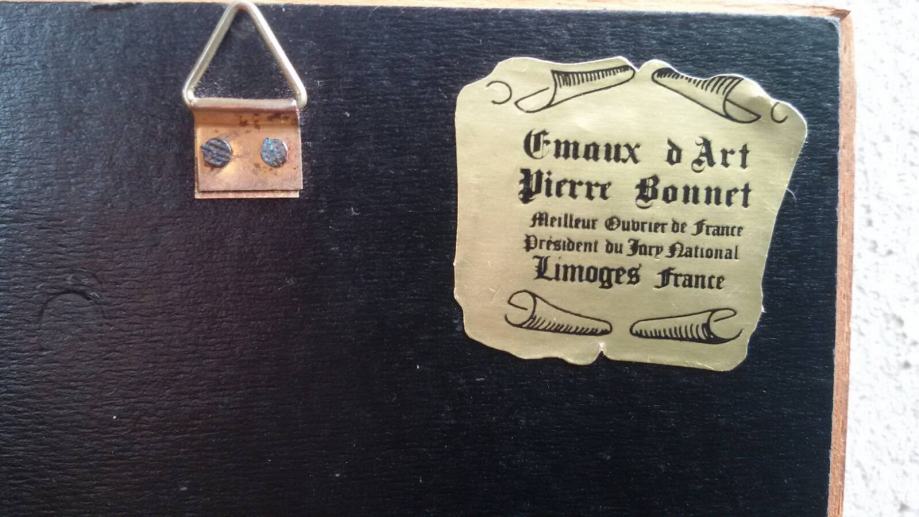 Emaux d Art
Pierre Bonnet
Meilleur Ouvrier de France
Président du Jury National
Limoges France